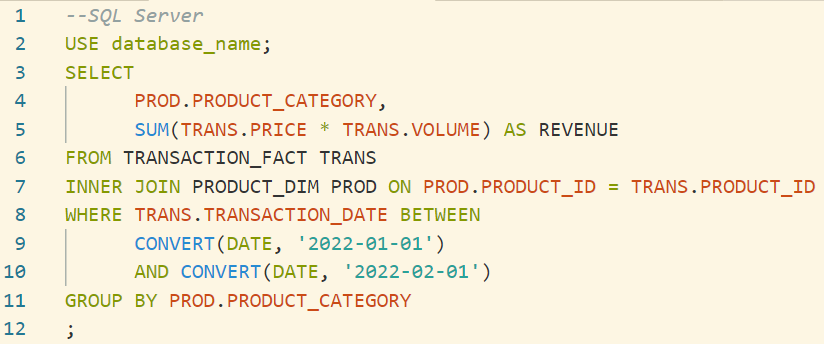 1 --SQL Server
2 USE database_name;
3 SELECT
4 PROD.PRODUCT_CATEGORY,
5 SUM(TRANS.PRICE * TRANS.VOLUME) AS REVENUE
6 FROM TRANSACTION_FACT TRANS
7 INNER JOIN PRODUCT_DIM PROD ON PROD.PRODUCT_ID = TRANS.PRODUCT_ID
8 WHERE TRANS.TRANSACTION_DATE BETWEEN
9 CONVERT(DATE, '2022-01-01')
10 AND CONVERT(DATE, '2022-02-01')
11 GROUP BY PROD.PRODUCT_CATEGORY
12 ;